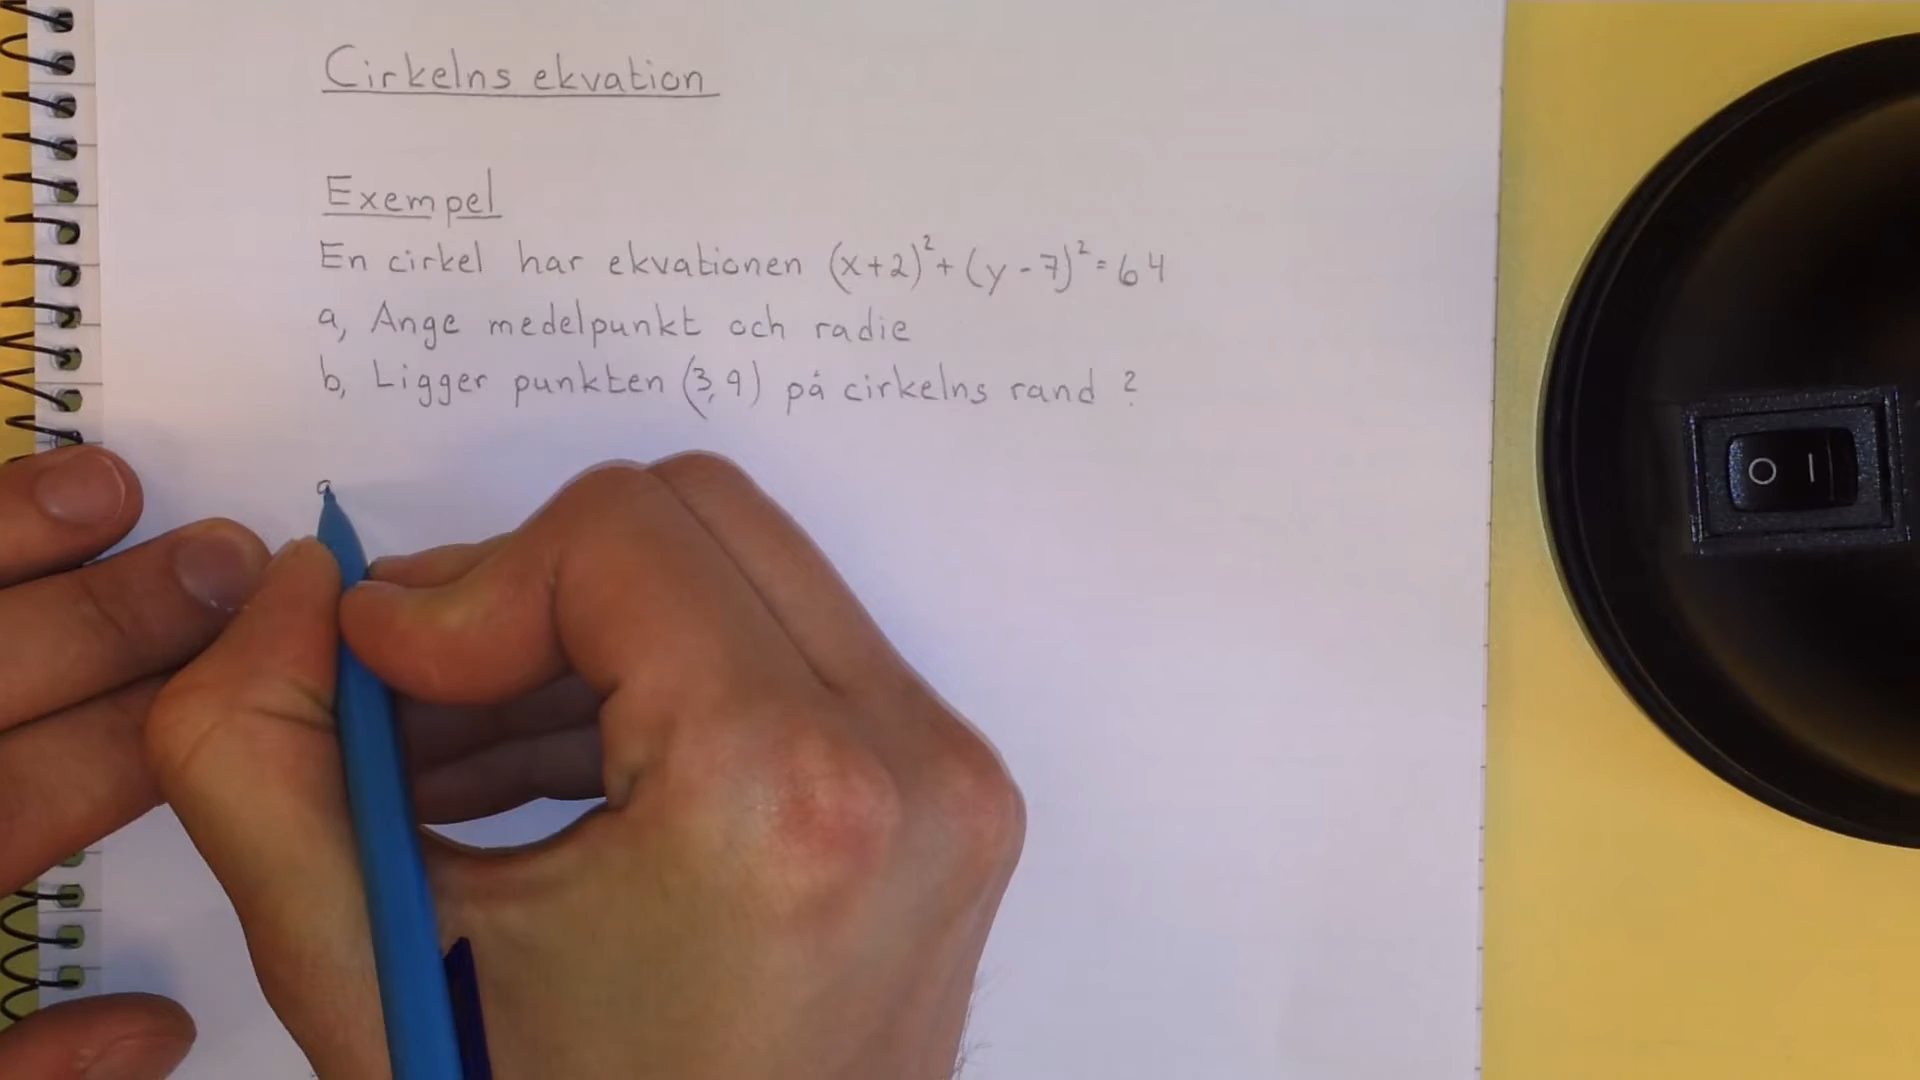 Cirkelns ekvation
Exempel
En cirkel har ekvationen (x+2)²+(y-7)²=64
a, Ange medelpunkt och radie
b, Ligger punkten (3,9) på cirkelns rand ?
a
O I